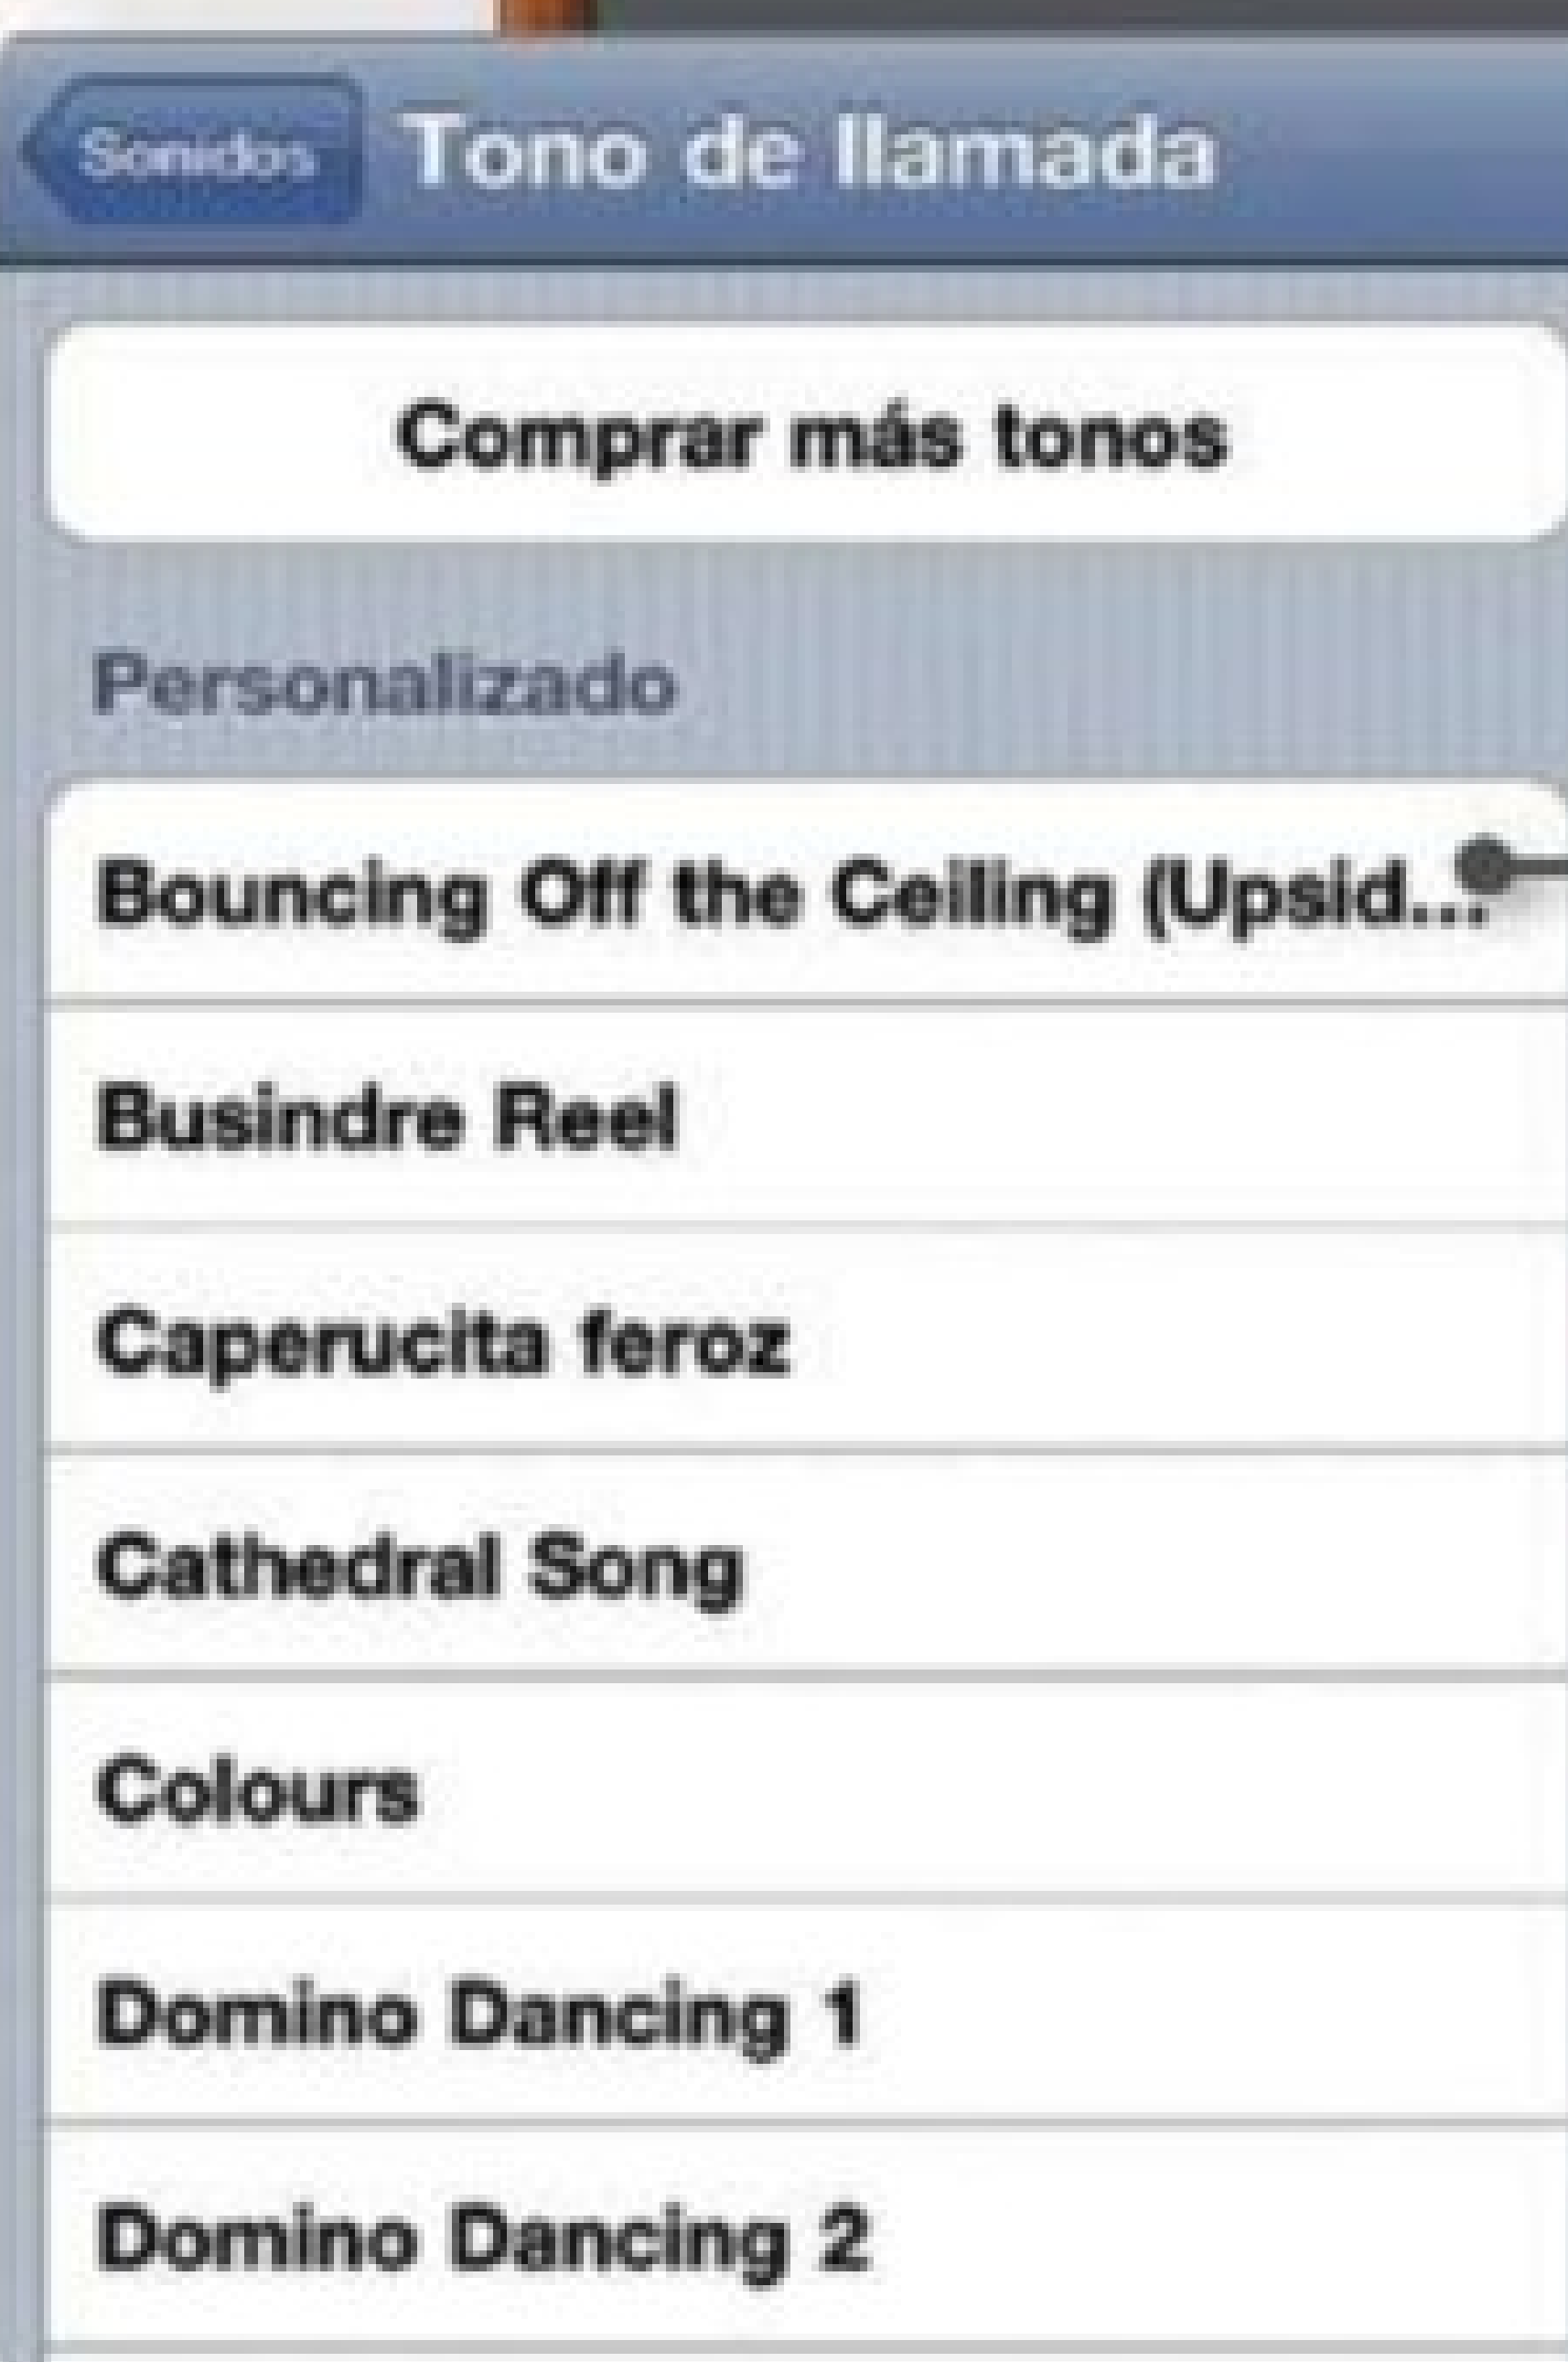 Sonidos
Tono de llamada
Comprar más tonos
Personalizado
Bouncing Off the Ceiling (Upsid...
Busindre Reel
Caperucita feroz
Cathedral Song
Colours
Domino Dancing 1
Domino Dancing 2